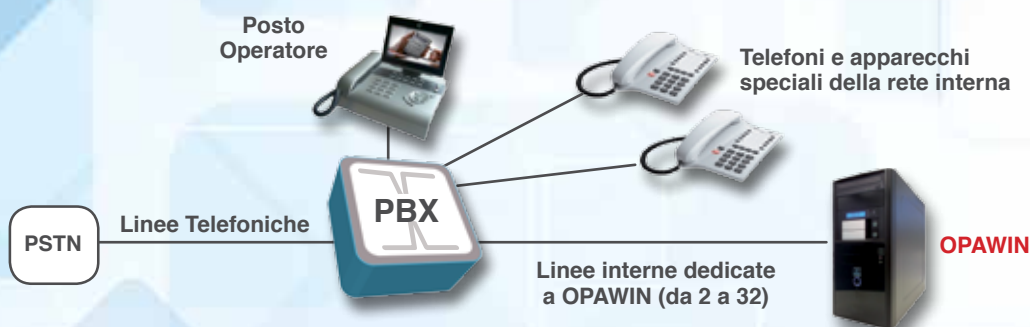 Posto
Operatore
Telefoni e apparecchi
speciali della rete interna
PBX
PSTN
Linee Telefoniche
OPAWIN
Linee interne dedicate
a OPAWIN (da 2 a 32)